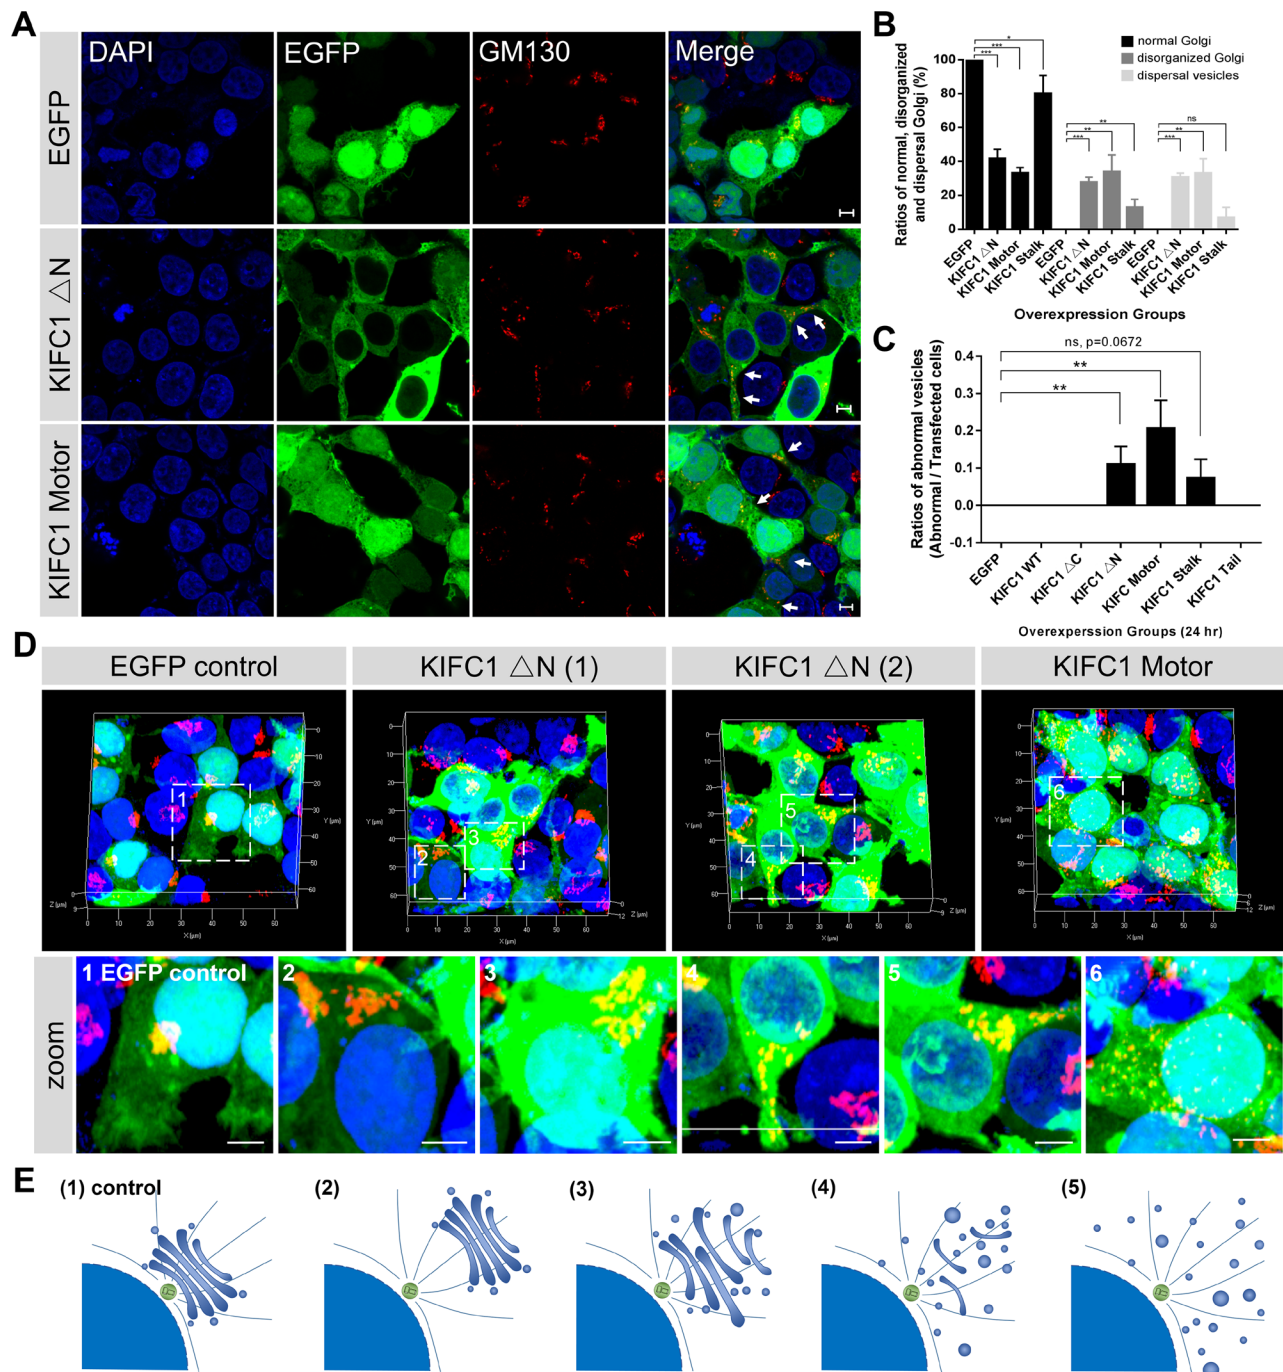 A
DAPI
EGFP
GM130
Merge
EGFP
KIFC1 △N
KIFC1 Motor
B
normal Golgi
disorganized Golgi
dispersal vesicles
Ratios of normal, disorganized
and dispersal Golgi (%)
100
80
60
40
20
0
*
***
***
**
**
***
ns
**
***
EGFP
KIFC1 △N
KIFC1 Motor
KIFC1 Stalk
EGFP
KIFC1 △N
KIFC1 Motor
KIFC1 Stalk
EGFP
KIFC1 △N
KIFC1 Motor
KIFC1 Stalk
Overexpression Groups
C
Ratios of abnormal vesicles
(Abnormal / Transfected cells)
0.4
0.3
0.2
0.1
0.0
-0.1
ns, p=0.0672
**
**
EGFP
KIFC1 WT
KIFC1 △C
KIFC1 △N
KIFC Motor
KIFC1 Stalk
KIFC1 Tail
Overexperssion Groups (24 hr)
D
EGFP control
KIFC1 △N (1)
KIFC1 △N (2)
KIFC1 Motor
1
2
3
4
5
6
zoom
1 EGFP control
2
3
4
5
6
E
(1) control
(2)
(3)
(4)
(5)